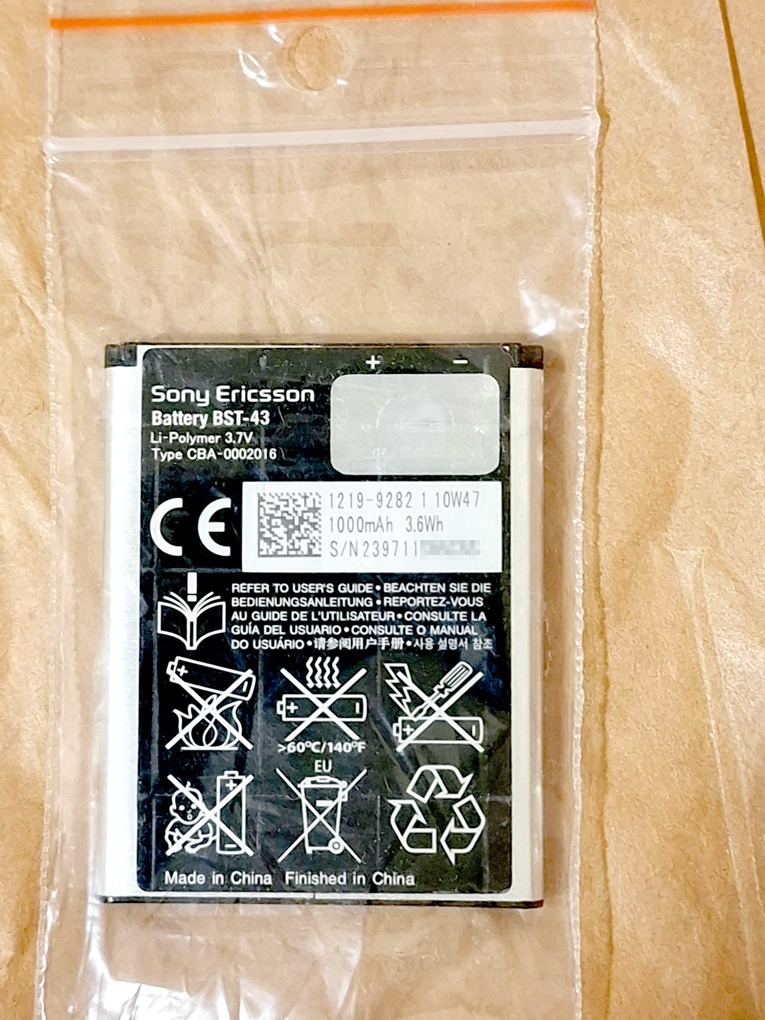 + −
Sony Ericsson
Battery BST-43
Li-Polymer 3.7V
Type CBA-0002016
CE
1219-9282 1 10W47
1000mAh 3.6Wh
S/N 239711
REFER TO USER'S GUIDE • BEACHTEN SIE DIE
BEDIENUNGSANLEITUNG • REPORTEZ-VOUS
AU GUIDE DE L'UTILISATEUR • CONSULTE LA
GUÍA DEL USUARIO • CONSULTE O MANUAL
DO USUÁRIO • 请参阅用户手册 • 사용 설명서 참조
>60°C/140°F
EU
Made in China Finished in China